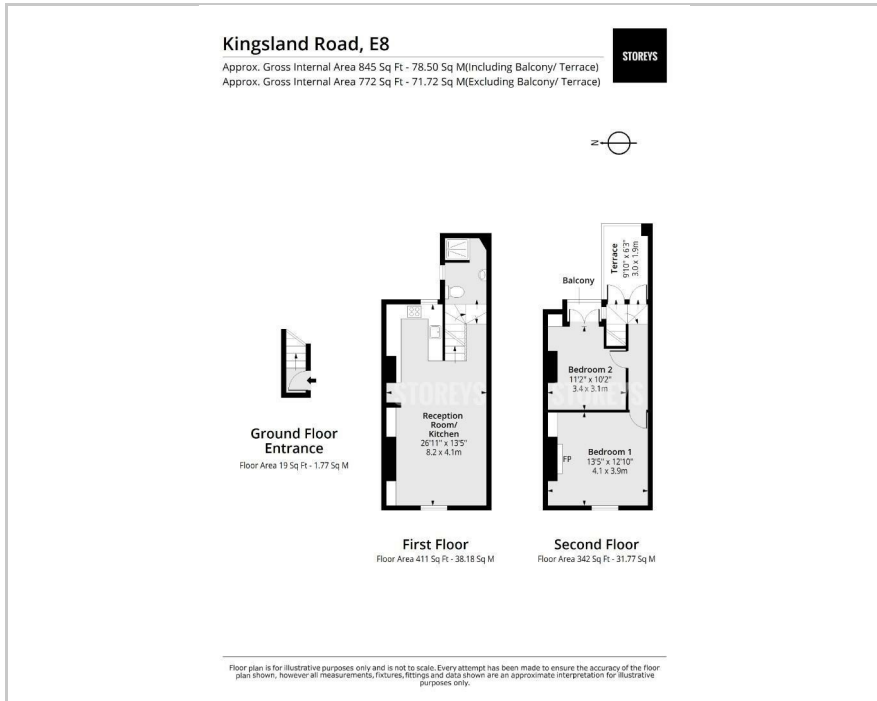 Kingsland Road, E8
STOREYS
Approx. Gross Internal Area 845 Sq Ft - 78.50 Sq M(Including Balcony/ Terrace)
Approx. Gross Internal Area 772 Sq Ft - 71.72 Sq M(Excluding Balcony/ Terrace)
N
Terrace
9'10" x 6'3"
3.0 x 1.9m
Balcony
Bedroom 2
11'2" x 10'2"
3.4 x 3.1m
STOREYS
STOREYS
Reception
Room/
Kitchen
26'11" x 13'5"
8.2 x 4.1m
Ground Floor
Entrance
Floor Area 19 Sq Ft - 1.77 Sq M
FP
Bedroom 1
13'5" x 12'10"
4.1 x 3.9m
First Floor
Floor Area 411 Sq Ft - 38.18 Sq M
Second Floor
Floor Area 342 Sq Ft - 31.77 Sq M
Floor plan is for illustrative purposes only and is not to scale. Every attempt has been made to ensure the accuracy of the floor
plan shown, however all measurements, fixtures, fittings and data shown are an approximate interpretation for illustrative
purposes only.